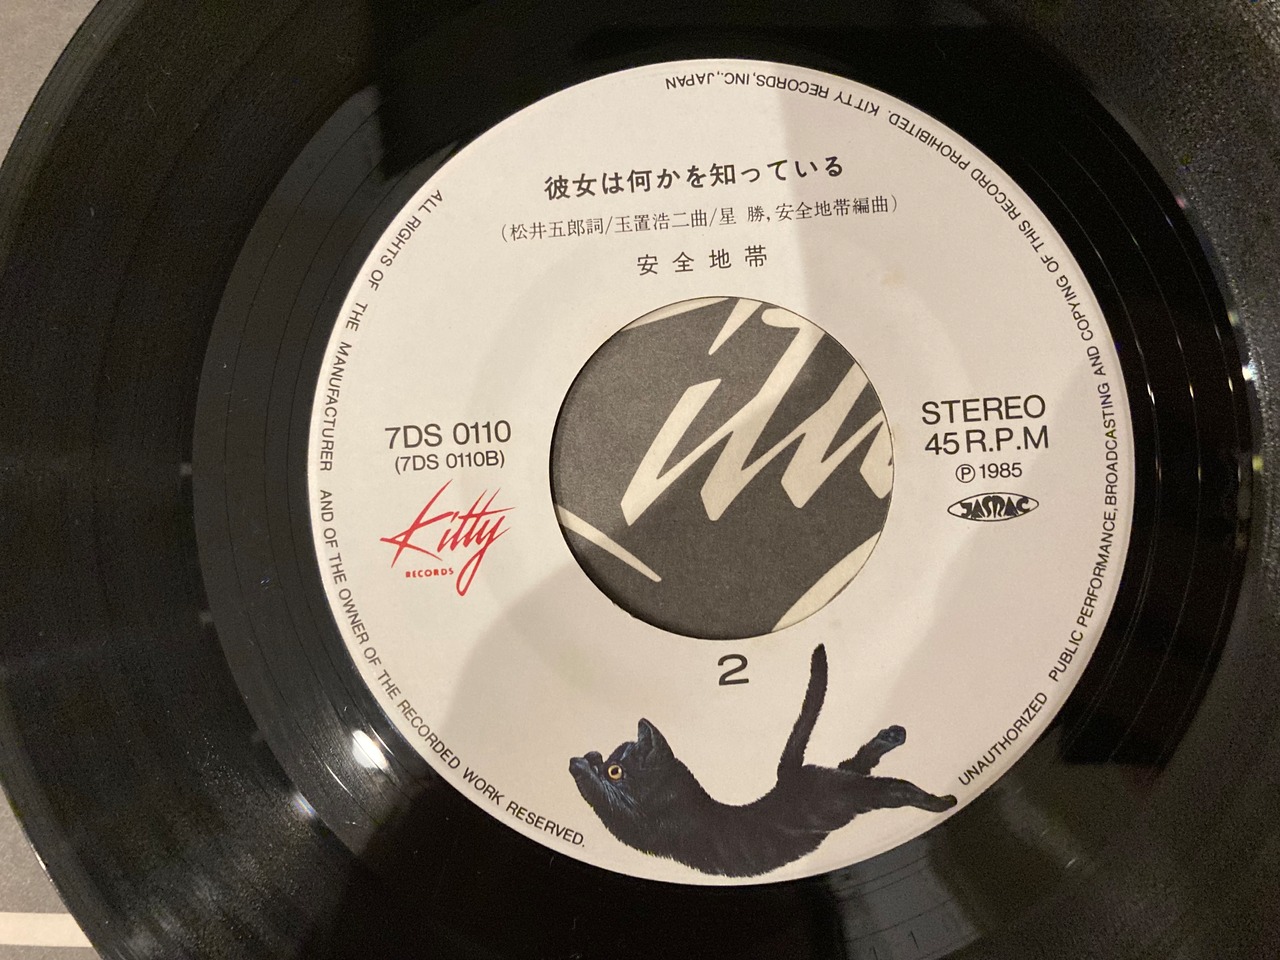 彼女は何かを知っている
(松井五郎詞/玉置浩二曲/星 勝,安全地帯編曲)
安全地帯
7DS 0110
(7DS 0110B)
Kitty
RECORDS
STEREO
45 R.P.M
Ⓟ 1985
JASRAC
2
ALL RIGHTS OF THE MANUFACTURER AND OF THE OWNER OF THE RECORDED WORK RESERVED. UNAUTHORIZED PUBLIC PERFORMANCE, BROADCASTING AND COPYING OF THIS RECORD PROHIBITED. KITTY RECORDS, INC., JAPAN